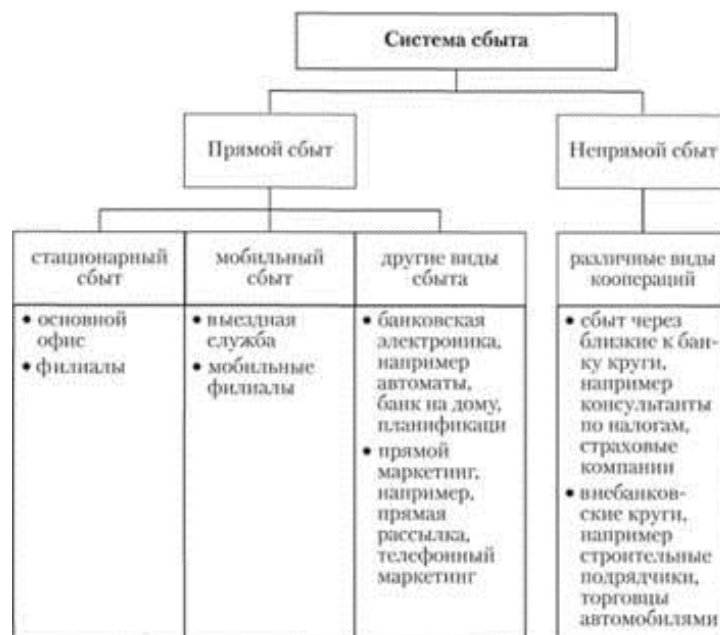 Система сбыта
Прямой сбыт
Непрямой сбыт
стационарный
сбыт
мобильный
сбыт
другие виды
сбыта
различные виды
коопераций
• основной
офис
• филиалы
• выездная
служба
• мобильные
филиалы
• банковская
электроника,
например
автоматы,
банк на дому,
планификаци
• прямой
маркетинг,
например,
прямая
рассылка,
телефонный
маркетинг
• сбыт через
близкие к бан-
ку круги,
например
консультанты
по налогам,
страховые
компании
• внебанков-
ские круги,
например
строительные
подрядчики,
торговцы
автомобилями